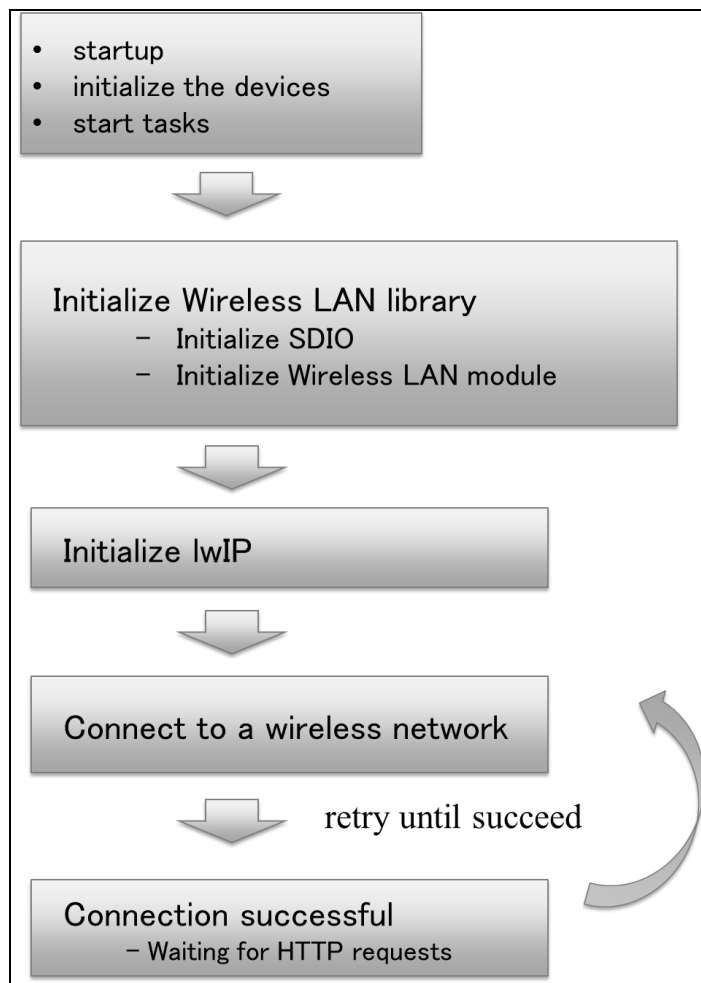 • startup
• initialize the devices
• start tasks
Initialize Wireless LAN library
– Initialize SDIO
– Initialize Wireless LAN module
Initialize lwIP
Connect to a wireless network
retry until succeed
Connection successful
– Waiting for HTTP requests